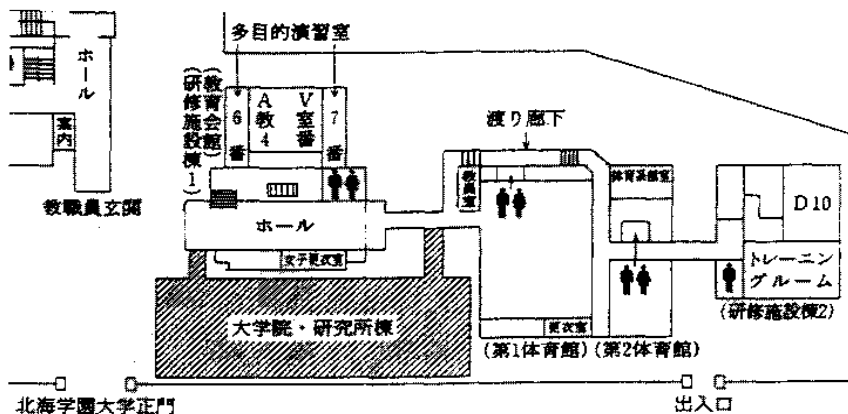 多目的演習室
ホール
案内
教職員玄関
(教育会館)
(研修施設棟1)
6番
AV教室4番
7番
渡り廊下
教員室
ホール
女子更衣室
D10
トレーニングルーム
(研修施設棟2)
大学院・研究所棟
更衣室
(第1体育館)
(第2体育館)
北海学園大学正門
出入口